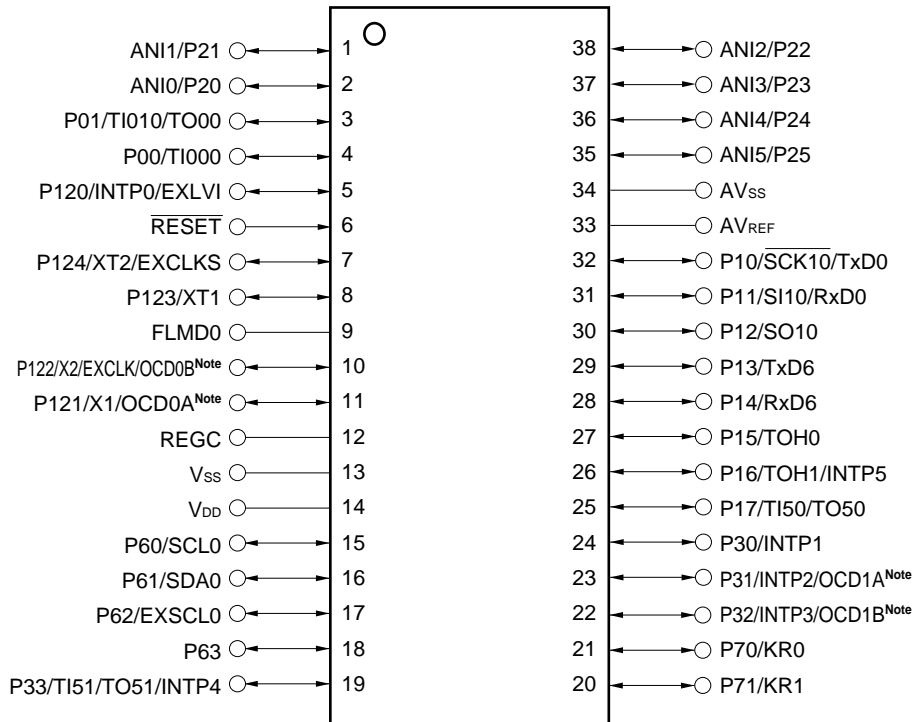 ANI1/P21 1 38 ANI2/P22
ANI0/P20 2 37 ANI3/P23
P01/TI010/TO00 3 36 ANI4/P24
P00/TI000 4 35 ANI5/P25
P120/INTP0/EXLVI 5 34 AVSS
RESET 6 33 AVREF
P124/XT2/EXCLKS 7 32 P10/SCK10/TxD0
P123/XT1 8 31 P11/SI10/RxD0
FLMD0 9 30 P12/SO10
P122/X2/EXCLK/OCD0BNote 10 29 P13/TxD6
P121/X1/OCD0ANote 11 28 P14/RxD6
REGC 12 27 P15/TOH0
VSS 13 26 P16/TOH1/INTP5
VDD 14 25 P17/TI50/TO50
P60/SCL0 15 24 P30/INTP1
P61/SDA0 16 23 P31/INTP2/OCD1ANote
P62/EXSCL0 17 22 P32/INTP3/OCD1BNote
P63 18 21 P70/KR0
P33/TI51/TO51/INTP4 19 20 P71/KR1